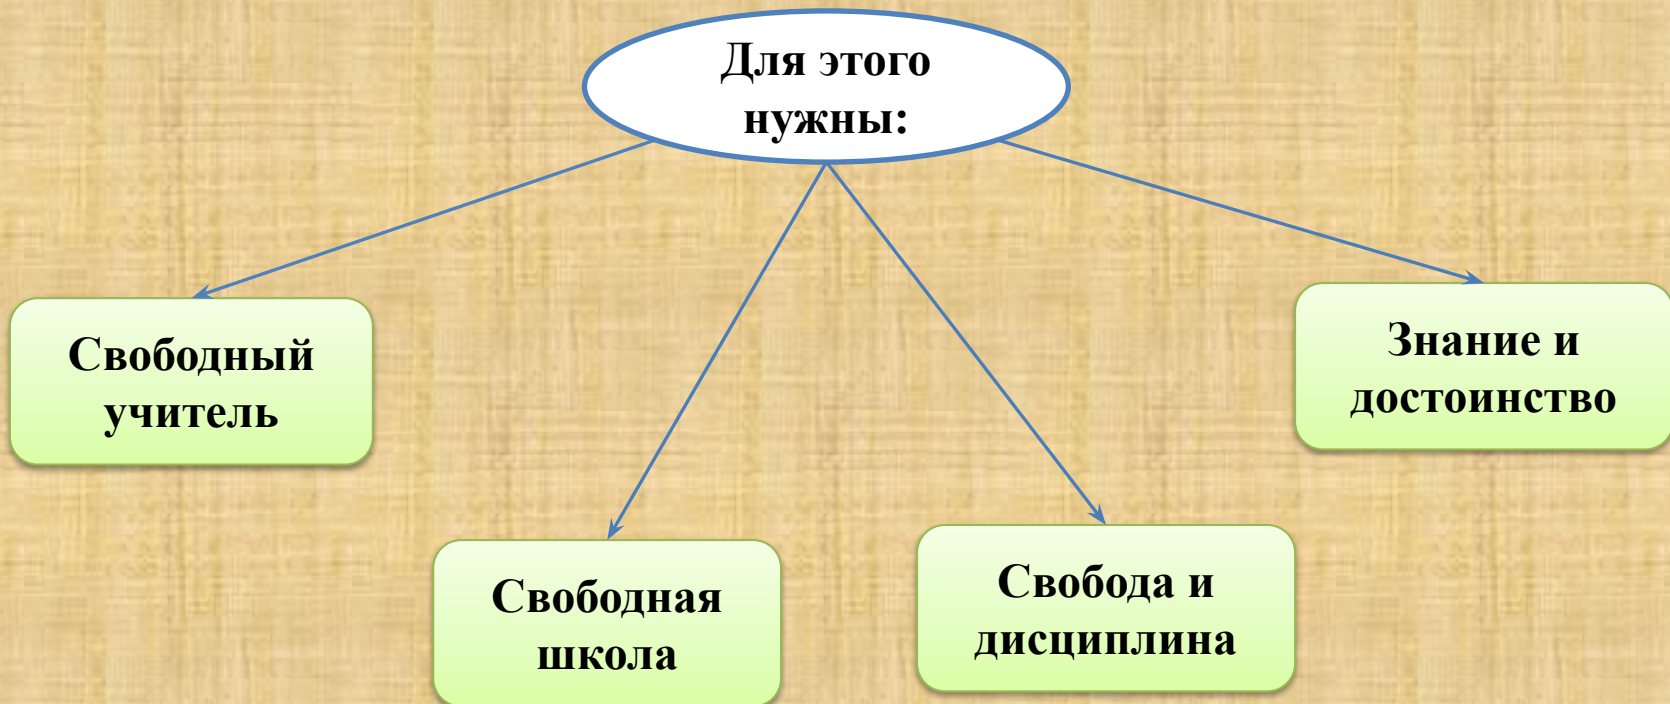 Для этого
нужны:
Свободный
учитель
Свободная
школа
Свобода и
дисциплина
Знание и
достоинство